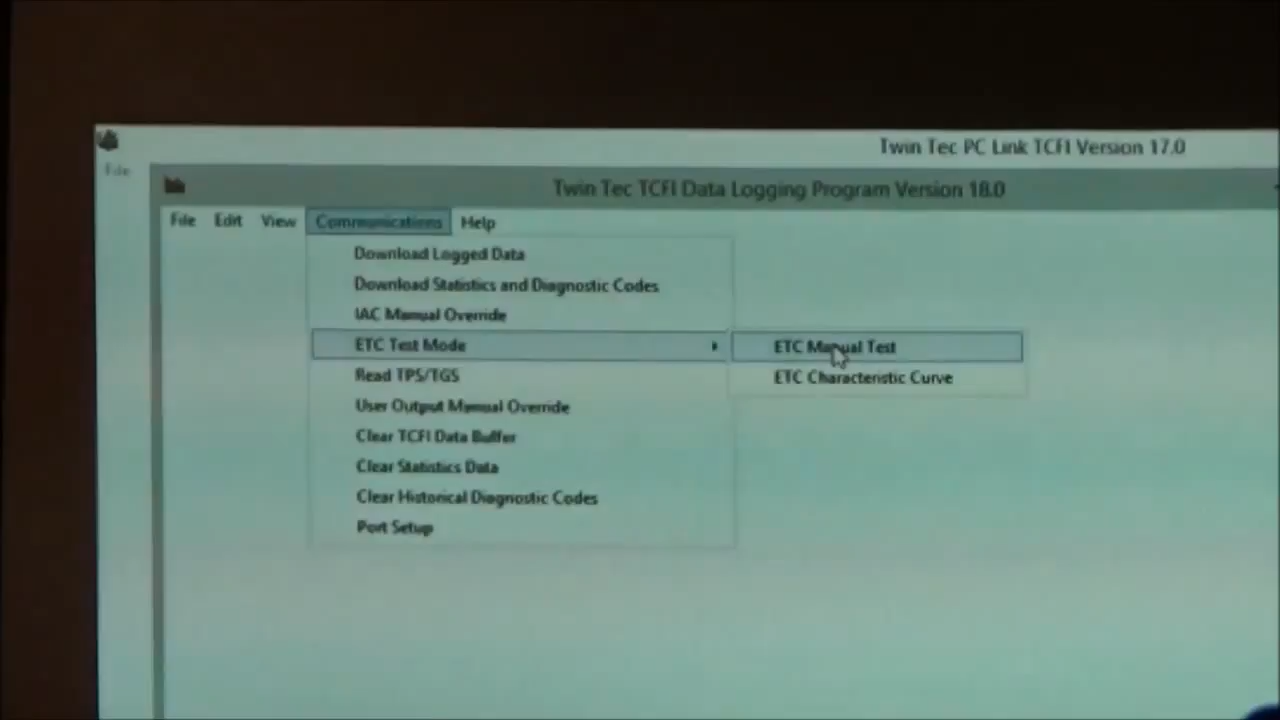 Twin Tec PC Link TCFI Version 17.0
File
Twin Tec TCFI Data Logging Program Version 18.0
File Edit View Communications Help
Download Logged Data
Download Statistics and Diagnostic Codes
IAC Manual Override
ETC Test Mode
ETC Manual Test
Read TPS/TGS
ETC Characteristic Curve
User Output Manual Override
Clear TCFI Data Buffer
Clear Statistics Data
Clear Historical Diagnostic Codes
Port Setup